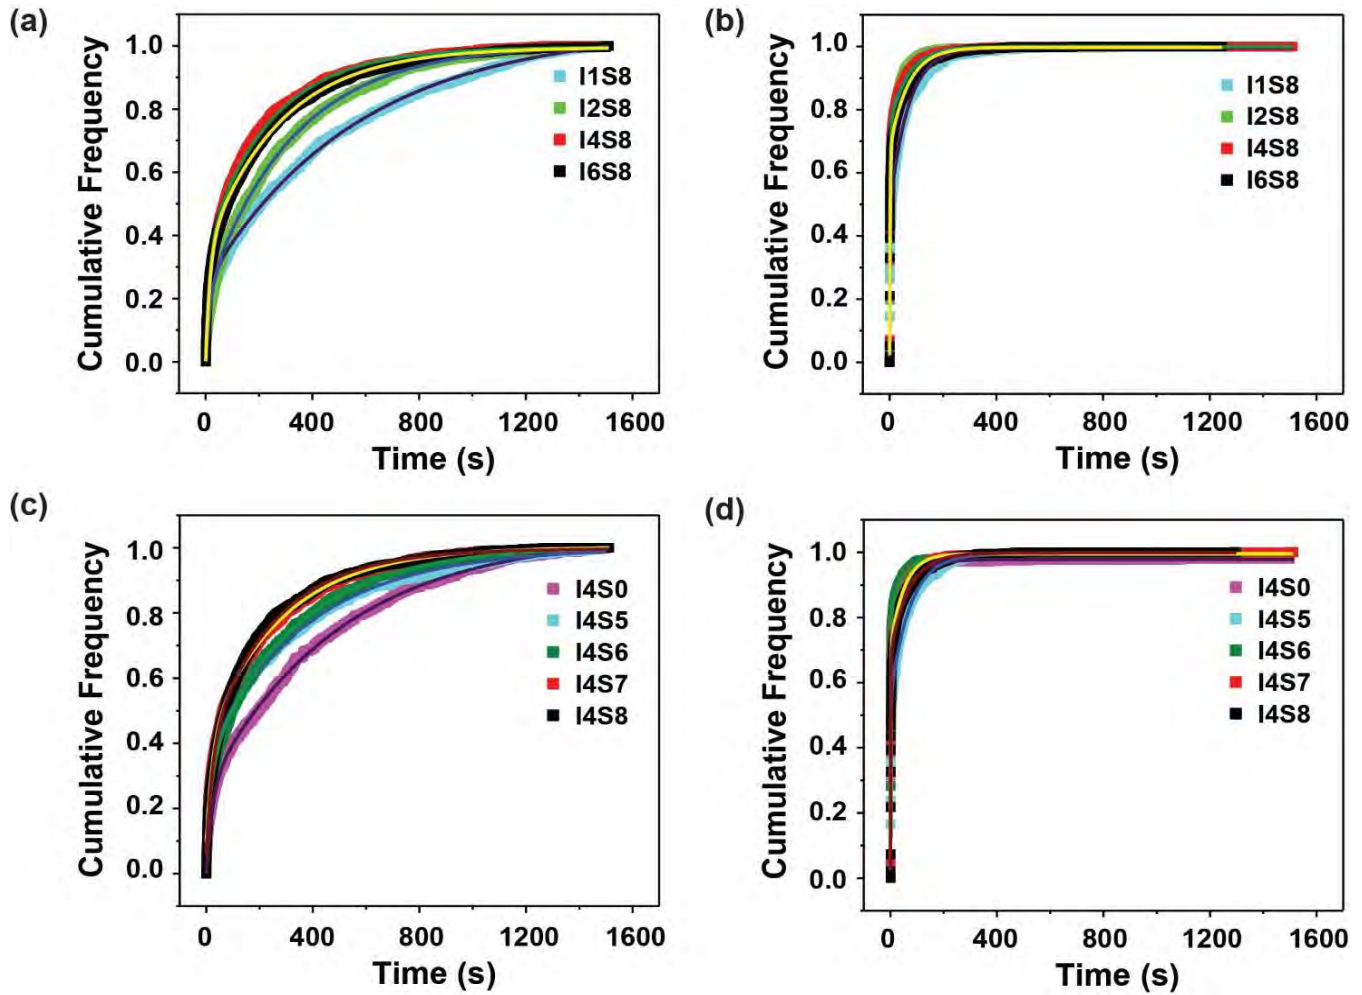 (a)
Cumulative Frequency
1.0
0.8
0.6
0.4
0.2
0.0
I1S8
I2S8
I4S8
I6S8
0 400 800 1200 1600
Time (s)
(b)
Cumulative Frequency
1.0
0.8
0.6
0.4
0.2
0.0
I1S8
I2S8
I4S8
I6S8
0 400 800 1200 1600
Time (s)
(c)
Cumulative Frequency
1.0
0.8
0.6
0.4
0.2
0.0
I4S0
I4S5
I4S6
I4S7
I4S8
0 400 800 1200 1600
Time (s)
(d)
Cumulative Frequency
1.0
0.8
0.6
0.4
0.2
0.0
I4S0
I4S5
I4S6
I4S7
I4S8
0 400 800 1200 1600
Time (s)